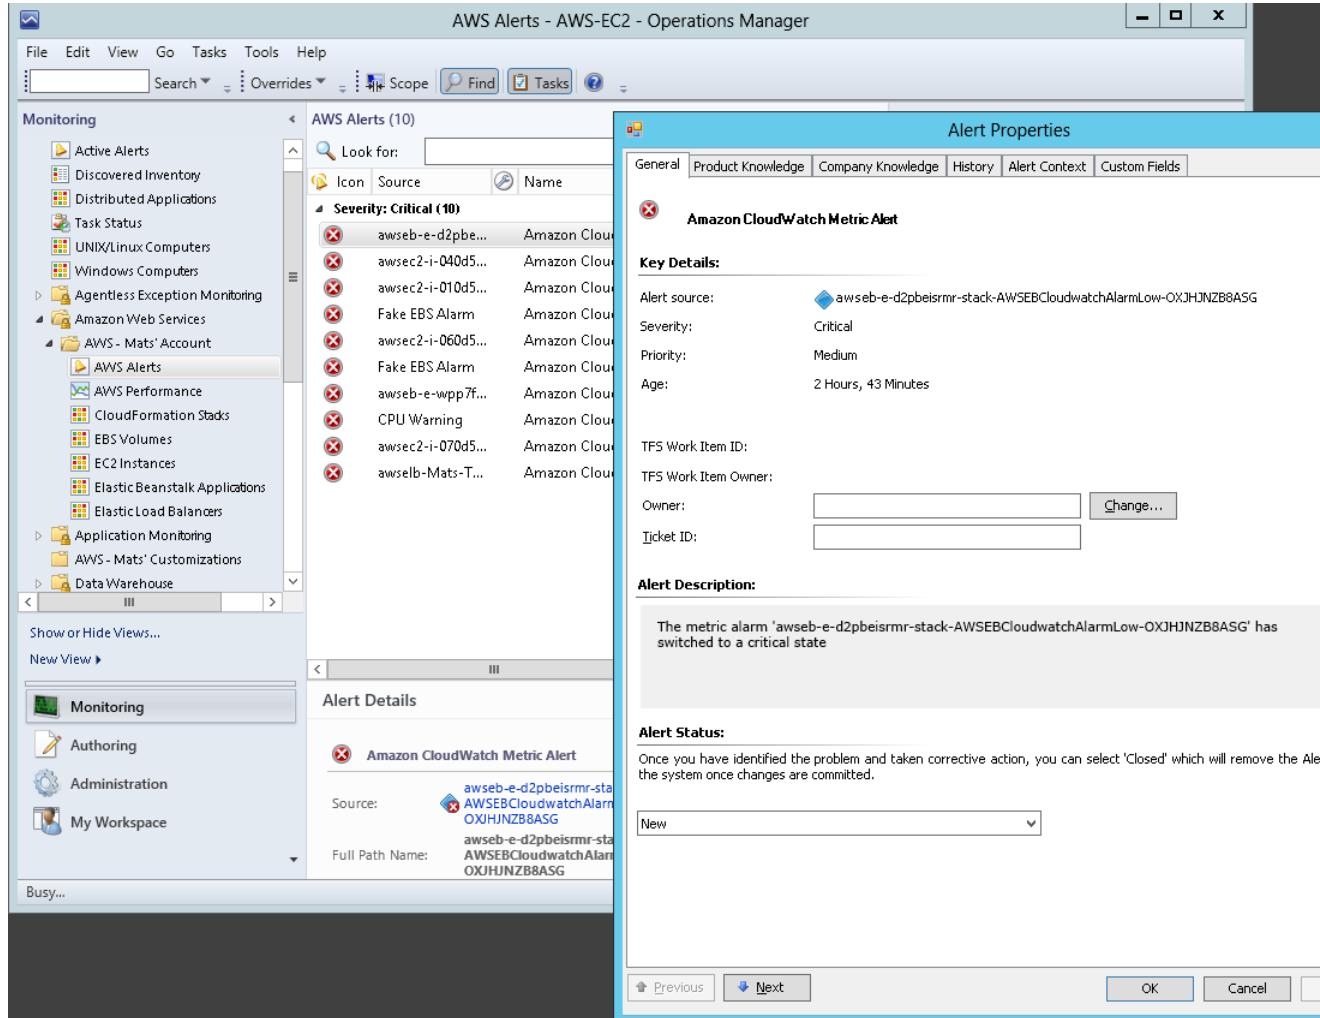 AWS Alerts - AWS-EC2 - Operations Manager
File Edit View Go Tasks Tools Help
Search Overrides Scope Find Tasks
Monitoring
Active Alerts
Discovered Inventory
Distributed Applications
Task Status
UNIX/Linux Computers
Windows Computers
Agentless Exception Monitoring
Amazon Web Services
AWS - Mats' Account
AWS Alerts
AWS Performance
CloudFormation Stacks
EBS Volumes
EC2 Instances
Elastic Beanstalk Applications
Elastic Load Balancers
Application Monitoring
AWS - Mats' Customizations
Data Warehouse
Show or Hide Views...
New View
Monitoring
Authoring
Administration
My Workspace
Busy...
AWS Alerts (10)
Look for:
Icon Source Name
Severity: Critical (10)
awseb-e-d2pbe... Amazon Clou
awsec2-i-040d5... Amazon Clou
awsec2-i-010d5... Amazon Clou
Fake EBS Alarm Amazon Clou
awsec2-i-060d5... Amazon Clou
Fake EBS Alarm Amazon Clou
awseb-e-wpp7f... Amazon Clou
CPU Warning Amazon Clou
awsec2-i-070d5... Amazon Clou
awselb-Mats-T... Amazon Clou
Alert Details
Amazon CloudWatch Metric Alert
Source:
awseb-e-d2pbeisrmr-sta
AWSEBCloudwatchAlarm
OXJHJNZB8ASG
Full Path Name:
awseb-e-d2pbeisrmr-sta
AWSEBCloudwatchAlarm
OXJHJNZB8ASG
Alert Properties
General Product Knowledge Company Knowledge History Alert Context Custom Fields
Amazon CloudWatch Metric Alert
Key Details:
Alert source: awseb-e-d2pbeisrmr-stack-AWSEBCloudwatchAlarmLow-OXJHJNZB8ASG
Severity: Critical
Priority: Medium
Age: 2 Hours, 43 Minutes
TFS Work Item ID:
TFS Work Item Owner:
Owner: Change...
Ticket ID:
Alert Description:
The metric alarm 'awseb-e-d2pbeisrmr-stack-AWSEBCloudwatchAlarmLow-OXJHJNZB8ASG' has
switched to a critical state
Alert Status:
Once you have identified the problem and taken corrective action, you can select 'Closed' which will remove the Ale
the system once changes are committed.
New
Previous Next OK Cancel